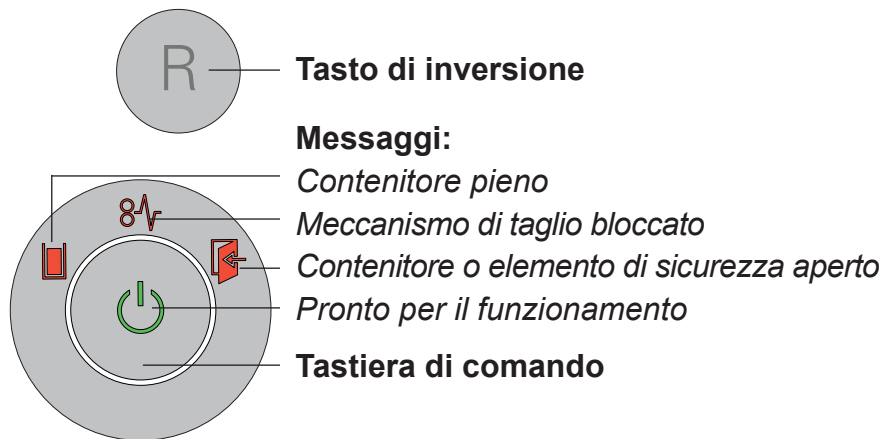 R
Tasto di inversione
Messaggi:
Contenitore pieno
Meccanismo di taglio bloccato
Contenitore o elemento di sicurezza aperto
Pronto per il funzionamento
Tastiera di comando